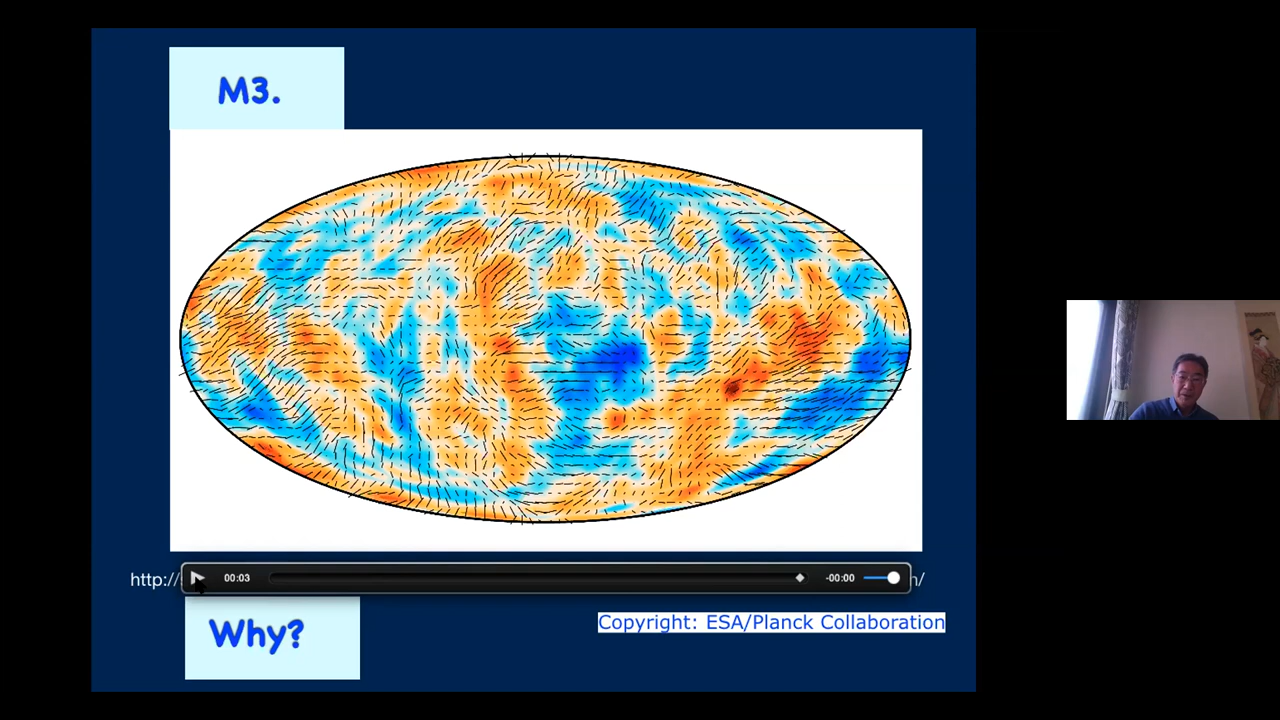 M3.
http://
00:03
-00:00
/
Why?
Copyright: ESA/Planck Collaboration